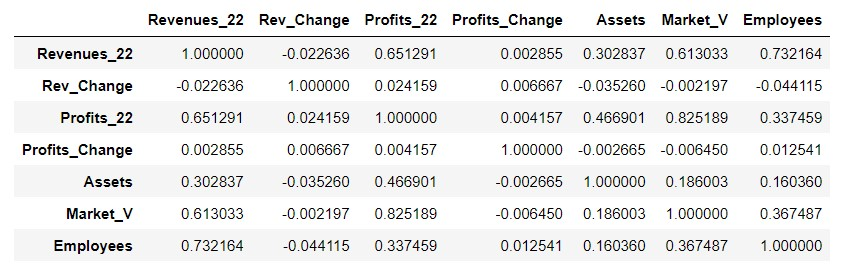 Revenues_22 Rev_Change Profits_22 Profits_Change Assets Market_V Employees
Revenues_22 1.000000 -0.022636 0.651291 0.002855 0.302837 0.613033 0.732164
Rev_Change -0.022636 1.000000 0.024159 0.006667 -0.035260 -0.002197 -0.044115
Profits_22 0.651291 0.024159 1.000000 0.004157 0.466901 0.825189 0.337459
Profits_Change 0.002855 0.006667 0.004157 1.000000 -0.002665 -0.006450 0.012541
Assets 0.302837 -0.035260 0.466901 -0.002665 1.000000 0.186003 0.160360
Market_V 0.613033 -0.002197 0.825189 -0.006450 0.186003 1.000000 0.367487
Employees 0.732164 -0.044115 0.337459 0.012541 0.160360 0.367487 1.000000